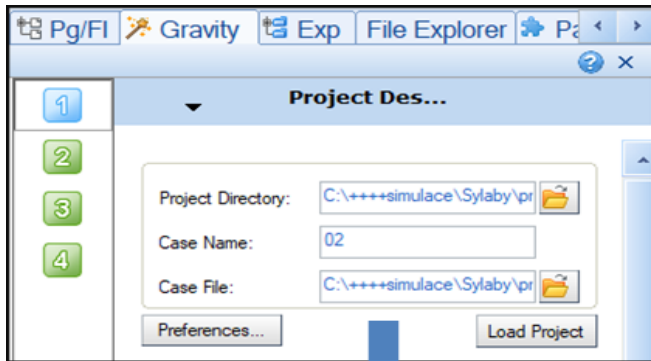 Pg/Fl Gravity Exp File Explorer Pa
1 Project Des...
2
3
4
Project Directory: C:\++++simulace\Sylaby\pr
Case Name: 02
Case File: C:\++++simulace\Sylaby\pr
Preferences... Load Project